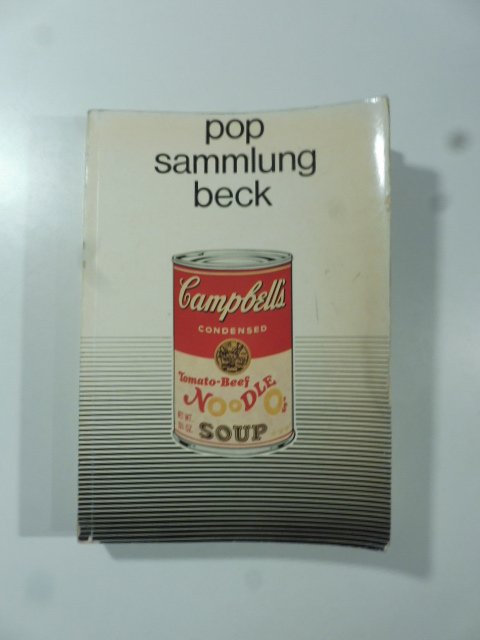 pop
sammlung
beck
Campbell's
CONDENSED
Tomato-Beef
NOODLE
O's
SOUP